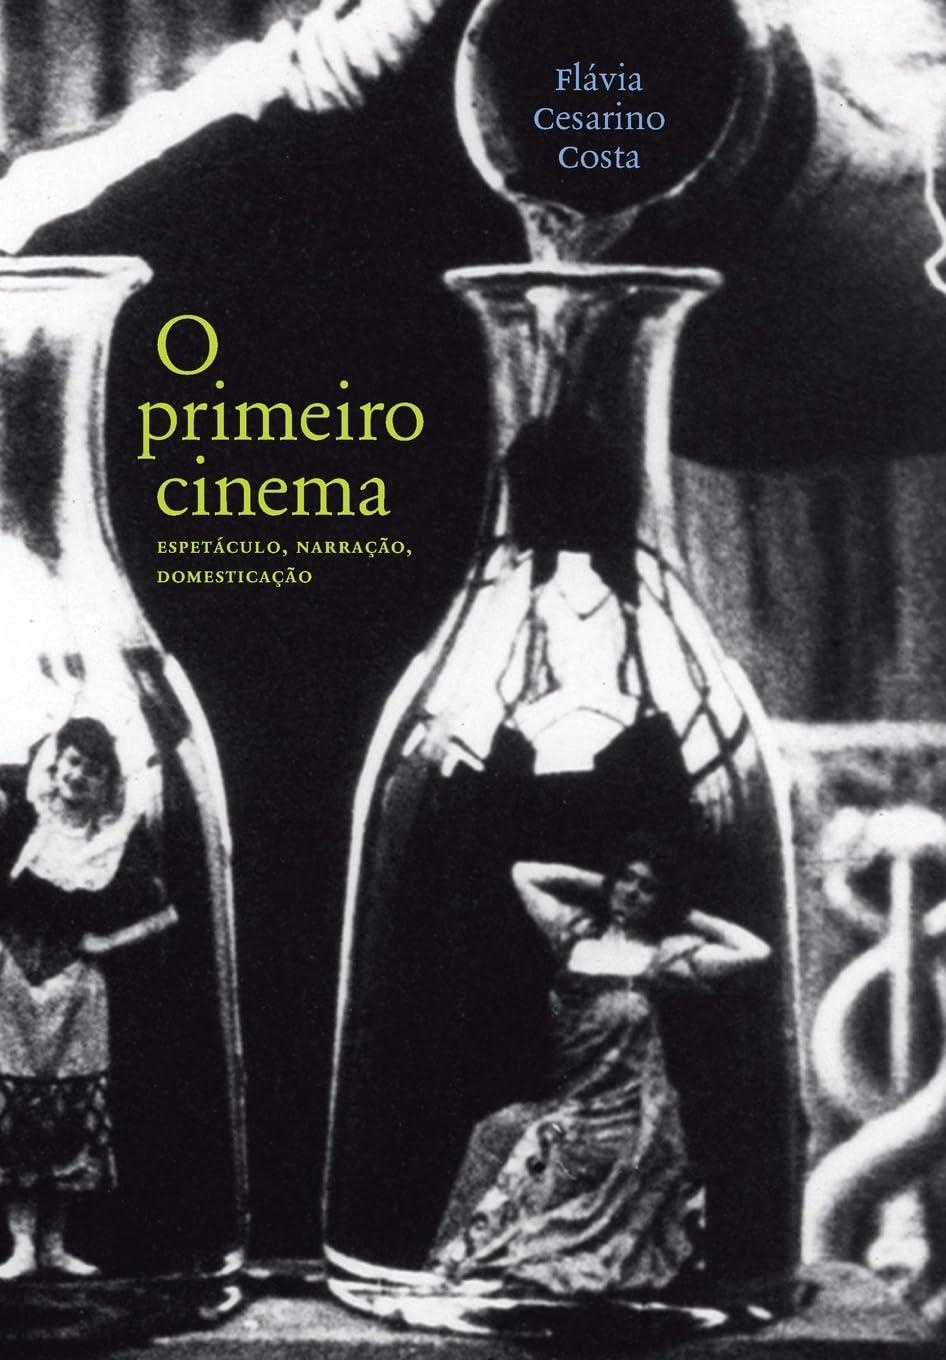 Flávia
Cesarino
Costa
O
primeiro
cinema
ESPETÁCULO, NARRAÇÃO,
DOMESTICAÇÃO